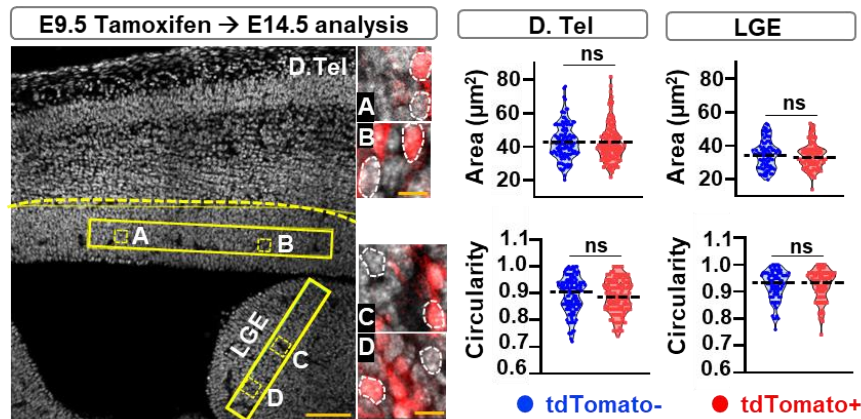 E9.5 Tamoxifen → E14.5 analysis
D. Tel
LGE
D.Tel
A
B
LGE
C
D
A
B
C
D
Area (µm²)
80
60
40
20
ns
Area (µm²)
80
60
40
20
ns
Circularity
1.1
1.0
0.9
0.8
0.7
0.6
ns
Circularity
1.1
1.0
0.9
0.8
0.7
0.6
ns
tdTomato-
tdTomato+